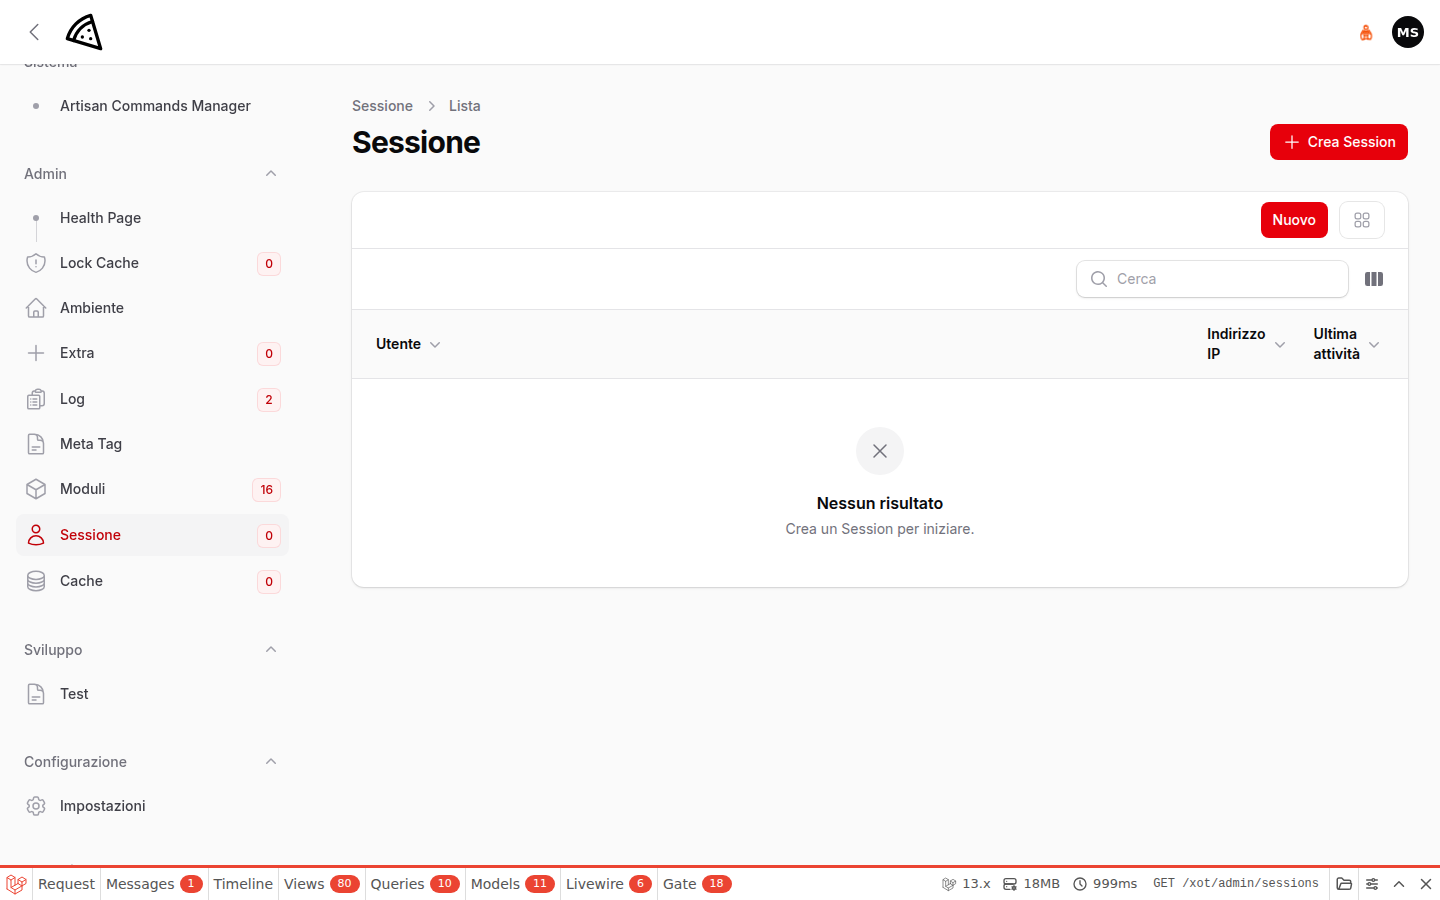 MS
Sistema
Artisan Commands Manager
Admin
Health Page
Lock Cache 0
Ambiente
Extra 0
Log 2
Meta Tag
Moduli 16
Sessione 0
Cache 0
Sviluppo
Test
Configurazione
Impostazioni
Sessione Lista
Sessione
Crea Session
Nuovo
Cerca
Utente
Indirizzo
IP
Ultima
attività
Nessun risultato
Crea un Session per iniziare.
Request Messages 1 Timeline Views 80 Queries 10 Models 11 Livewire 6 Gate 18 13.x 18MB 999ms GET /xot/admin/sessions